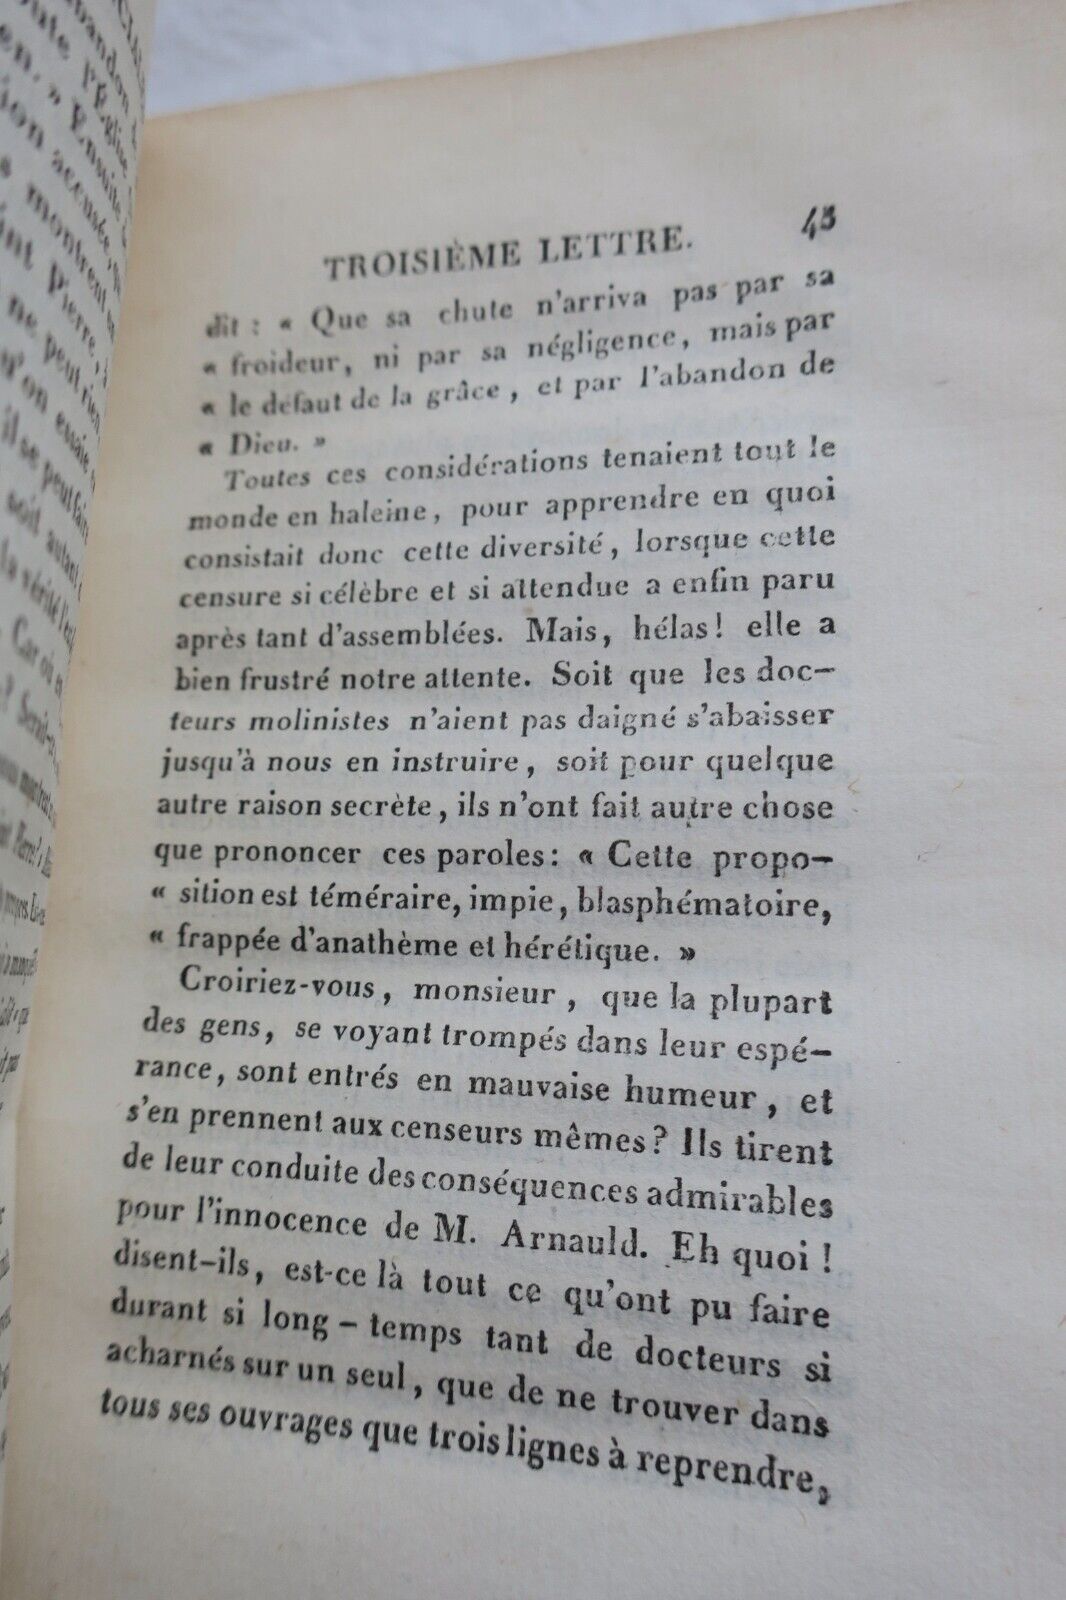 TROISIÈME LETTRE. 43
dit : « Que sa chute n'arriva pas par sa
« froideur, ni par sa négligence, mais par
« le défaut de la grâce, et par l'abandon de
« Dieu. »
Toutes ces considérations tenaient tout le
monde en haleine, pour apprendre en quoi
consistait donc cette diversité, lorsque cette
censure si célèbre et si attendue a enfin paru
après tant d'assemblées. Mais, hélas! elle a
bien frustré notre attente. Soit que les doc-
teurs molinistes n'aient pas daigné s'abaisser
jusqu'à nous en instruire, soit pour quelque
autre raison secrète, ils n'ont fait autre chose
que prononcer ces paroles: « Cette propo-
« sition est téméraire, impie, blasphématoire,
« frappée d'anathème et hérétique. »
Croiriez-vous, monsieur, que la plupart
des gens, se voyant trompés dans leur espé-
rance, sont entrés en mauvaise humeur, et
s'en prennent aux censeurs mêmes? Ils tirent
de leur conduite des conséquences admirables
pour l'innocence de M. Arnauld. Eh quoi!
disent-ils, est-ce là tout ce qu'ont pu faire
durant si long-temps tant de docteurs si
acharnés sur un seul, que de ne trouver dans
tous ses ouvrages que trois lignes à reprendre,